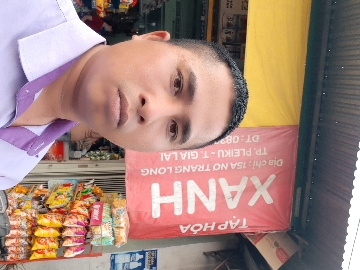 TẠP HÓA
XANH
Địa chỉ: 15A NƠ TRANG LONG
TP. PLEIKU - T. GIA LAI